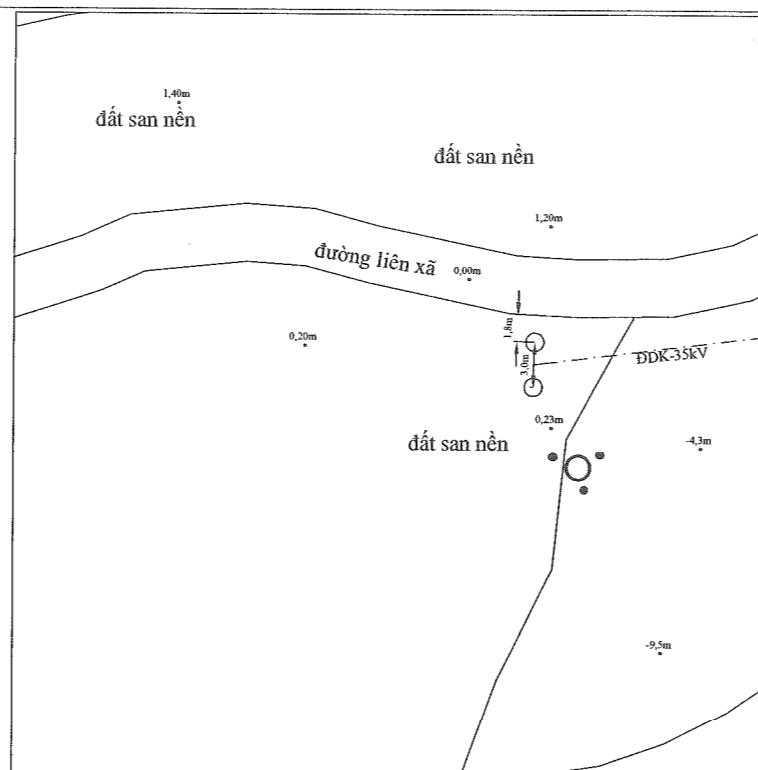 1,40m
đất san nền
đất san nền
1,20m
đường liên xã
0,00m
1,8m
0,20m
3,0m
ĐDK-35kV
0,23m
đất san nền
-4,3m
-9,5m